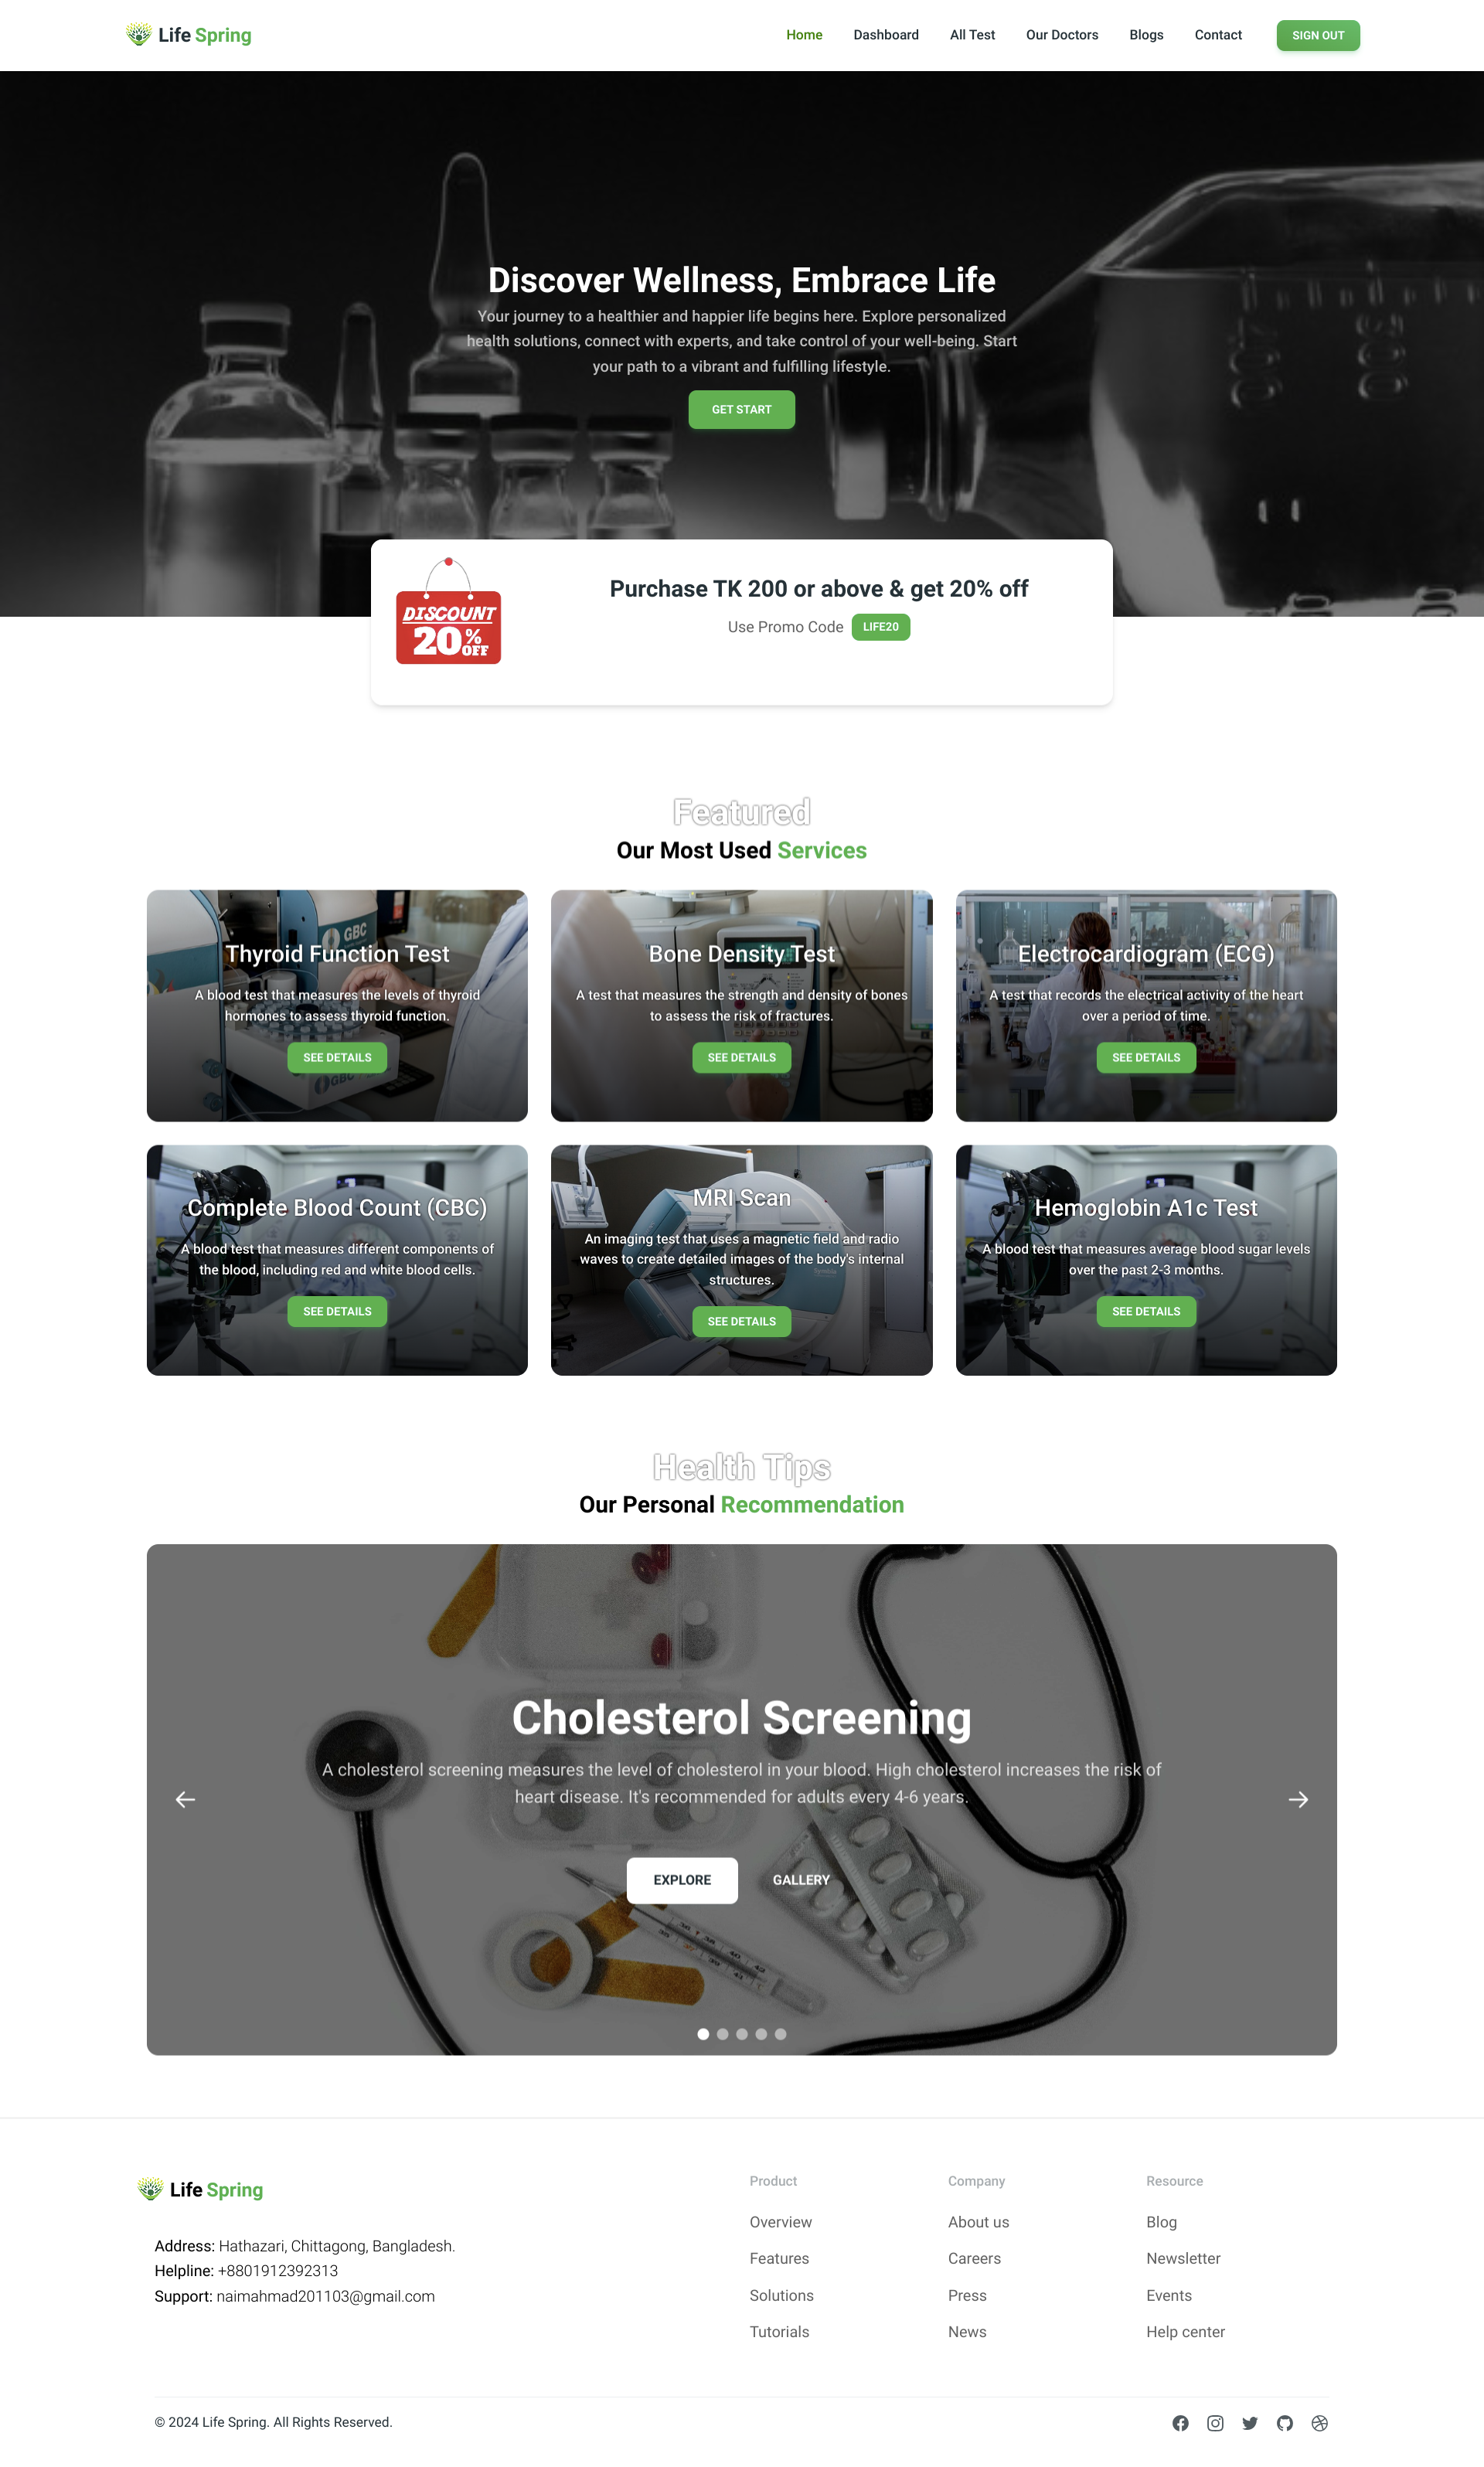 Life Spring
Home Dashboard All Test Our Doctors Blogs Contact SIGN OUT
Discover Wellness, Embrace Life
Your journey to a healthier and happier life begins here. Explore personalized
health solutions, connect with experts, and take control of your well-being. Start
your path to a vibrant and fulfilling lifestyle.
GET START
DISCOUNT
20% OFF
Purchase TK 200 or above & get 20% off
Use Promo Code LIFE20
Featured
Our Most Used Services
GBC
Thyroid Function Test
A blood test that measures the levels of thyroid
hormones to assess thyroid function.
SEE DETAILS
GBC
Bone Density Test
A test that measures the strength and density of bones
to assess the risk of fractures.
SEE DETAILS
Electrocardiogram (ECG)
A test that records the electrical activity of the heart
over a period of time.
SEE DETAILS
Complete Blood Count (CBC)
A blood test that measures different components of
the blood, including red and white blood cells.
SEE DETAILS
MRI Scan
An imaging test that uses a magnetic field and radio
waves to create detailed images of the body's internal
structures.
SEE DETAILS
Hemoglobin A1c Test
A blood test that measures average blood sugar levels
over the past 2-3 months.
SEE DETAILS
Health Tips
Our Personal Recommendation
Cholesterol Screening
A cholesterol screening measures the level of cholesterol in your blood. High cholesterol increases the risk of
heart disease. It's recommended for adults every 4-6 years.
EXPLORE GALLERY
Life Spring
Address: Hathazari, Chittagong, Bangladesh.
Helpline: +8801912392313
Support: naimahmad201103@gmail.com
Product
Overview
Features
Solutions
Tutorials
Company
About us
Careers
Press
News
Resource
Blog
Newsletter
Events
Help center
© 2024 Life Spring. All Rights Reserved.